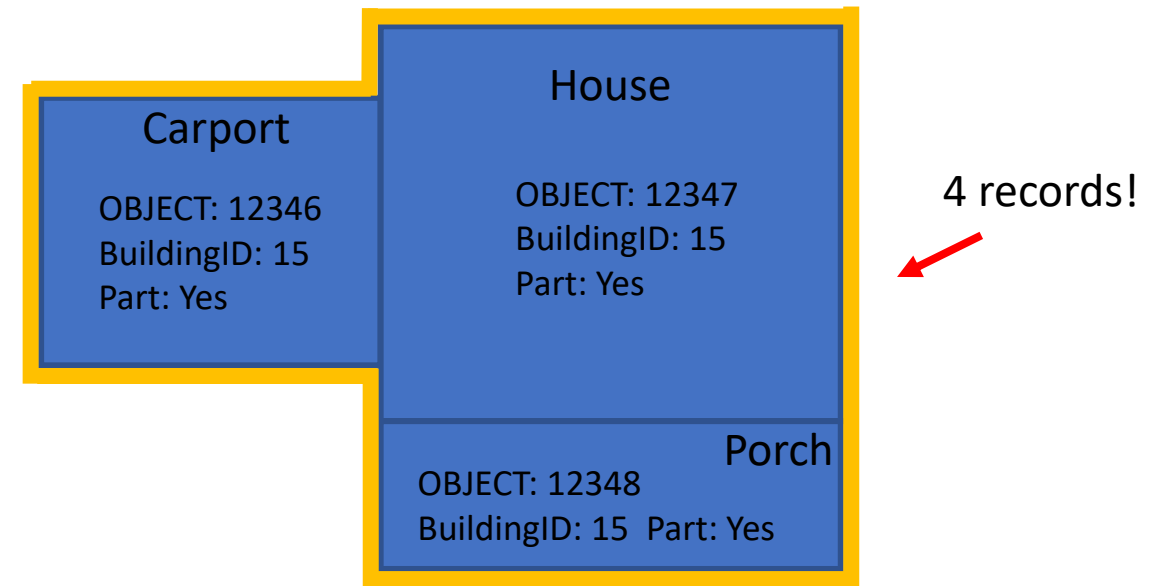 House
Carport
OBJECT: 12346
BuildingID: 15
Part: Yes
OBJECT: 12347
BuildingID: 15
Part: Yes
4 records!
Porch
OBJECT: 12348
BuildingID: 15  Part: Yes